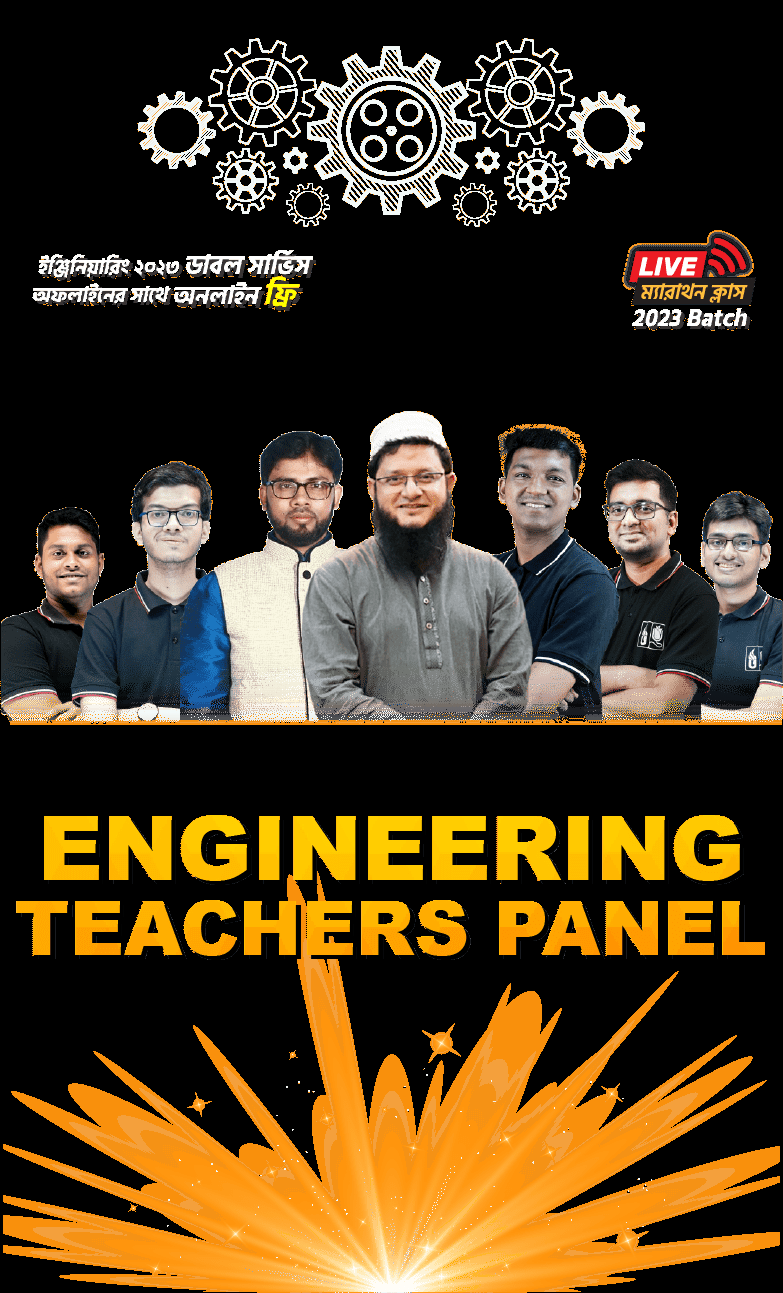 ইঞ্জিনিয়ারিং ২০২৩ ডাবল সার্ভিস
অফলাইনের সাথে অনলাইন ফ্রি
LIVE
ম্যারাথন ক্লাস
2023 Batch
ENGINEERING
TEACHERS PANEL